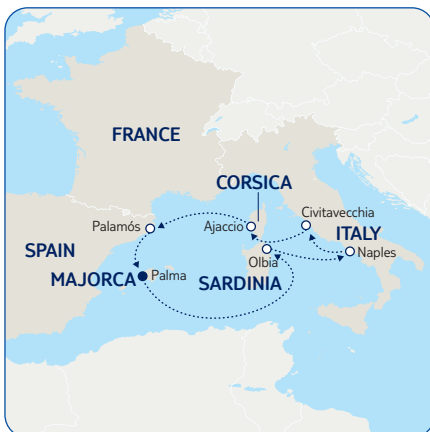 FRANCE
CORSICA
Civitavecchia
Palamós
Ajaccio
ITALY
SPAIN
Olbia
Naples
MAJORCA
Palma
SARDINIA